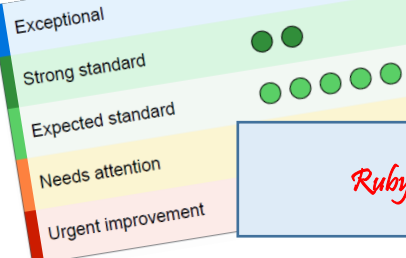 Exceptional
Strong standard
Expected standard
Needs attention
Urgent improvement
Ruby